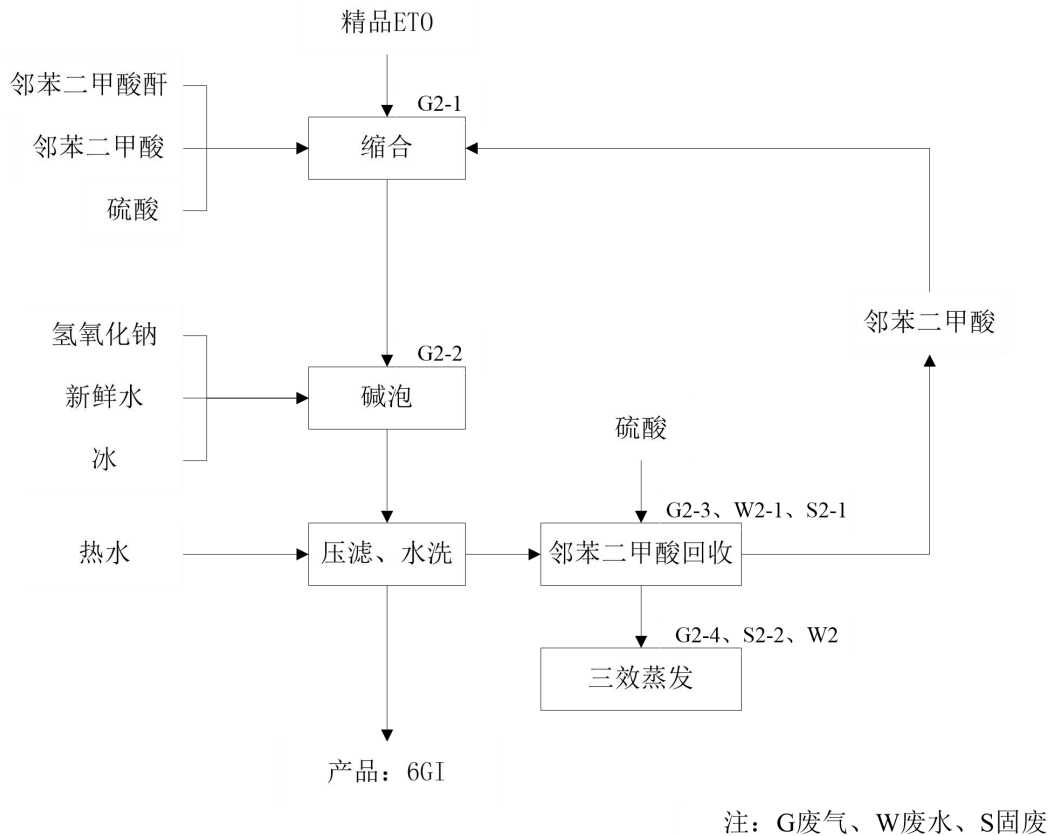 精品ETO
邻苯二甲酸酐
G2-1
邻苯二甲酸
缩合
硫酸
氢氧化钠
邻苯二甲酸
G2-2
新鲜水
碱泡
硫酸
冰
G2-3、W2-1、S2-1
热水
压滤、水洗
邻苯二甲酸回收
G2-4、S2-2、W2
三效蒸发
产品：6GI
注：G废气、W废水、S固废